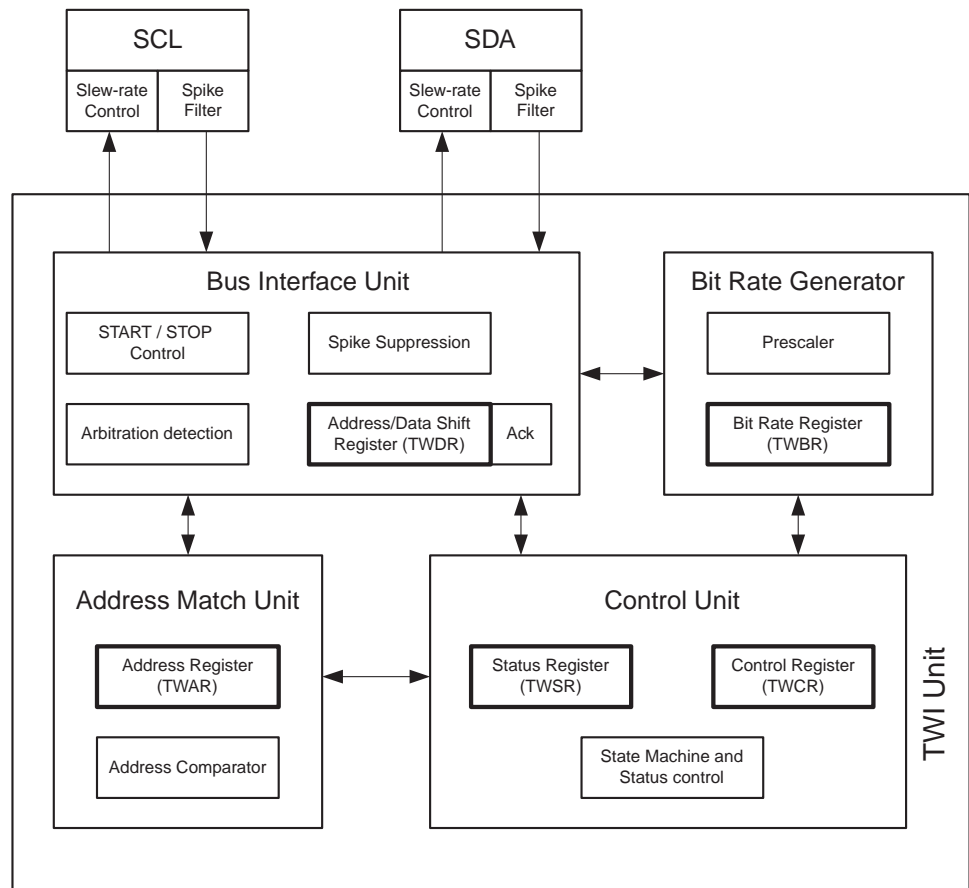 SCL
Slew-rate
Control
Spike
Filter
SDA
Slew-rate
Control
Spike
Filter
Bus Interface Unit
START / STOP
Control
Spike Suppression
Arbitration detection
Address/Data Shift
Register (TWDR)
Ack
Bit Rate Generator
Prescaler
Bit Rate Register
(TWBR)
Address Match Unit
Address Register
(TWAR)
Address Comparator
Control Unit
Status Register
(TWSR)
Control Register
(TWCR)
State Machine and
Status control
TWI Unit